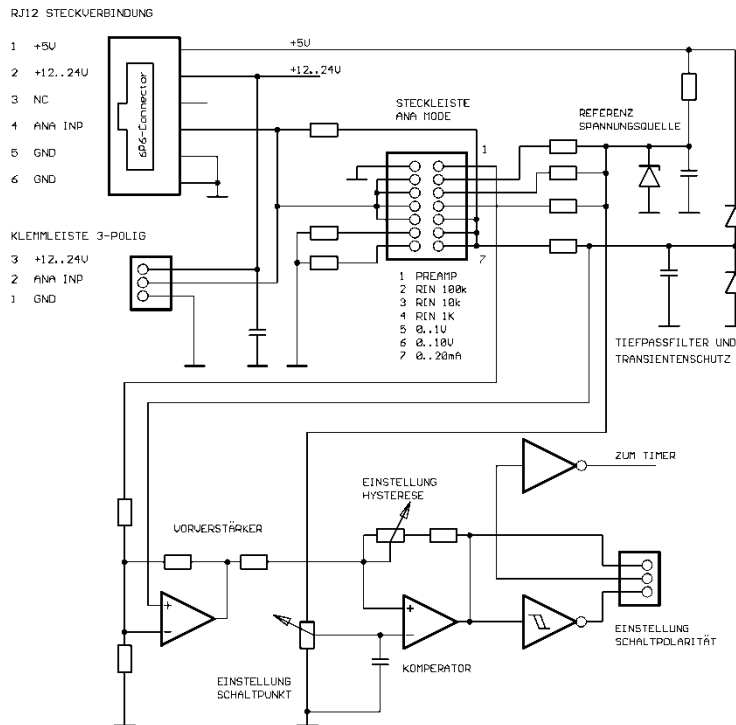 RJ12 STECKVERBINDUNG
1 +5V
2 +12..24V
3 NC
4 ANA INP
5 GND
6 GND
6P6-Connector
+5V
+12..24V
STECKLEISTE
ANA MODE
1
7
REFERENZ
SPANNUNGSQUELLE
KLEMMLEISTE 3-POLIG
3 +12..24V
2 ANA INP
1 GND
1 PREAMP
2 RIN 100k
3 RIN 10k
4 RIN 1K
5 0..1V
6 0..10V
7 0..20mA
TIEFPASSFILTER UND
TRANSIENTENSCHUTZ
ZUM TIMER
EINSTELLUNG
HYSTERESE
VORVERSTÄRKER
+
-
+
-
EINSTELLUNG
SCHALTPUNKT
KOMPERATOR
EINSTELLUNG
SCHALTPOLARITÄT